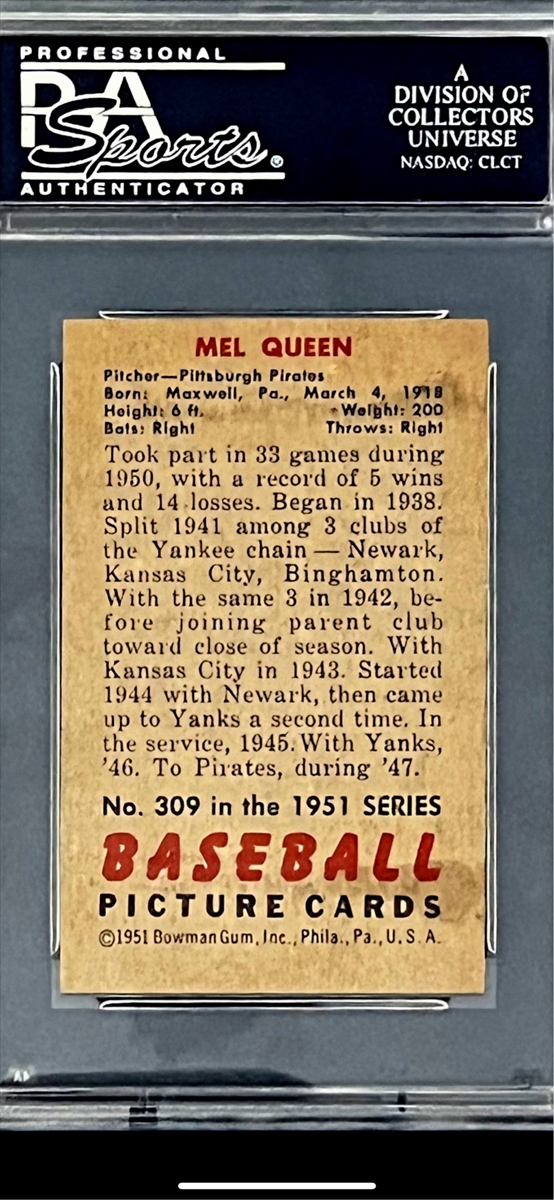 PROFESSIONAL
PSA
Sports®
AUTHENTICATOR
A
DIVISION OF
COLLECTORS
UNIVERSE
NASDAQ: CLCT
MEL QUEEN
Pitcher—Pittsburgh Pirates
Born: Maxwell, Pa., March 4, 1918
Height: 6 ft. Weight: 200
Bats: Right Throws: Right
Took part in 33 games during
1950, with a record of 5 wins
and 14 losses. Began in 1938.
Split 1941 among 3 clubs of
the Yankee chain — Newark,
Kansas City, Binghamton.
With the same 3 in 1942, be-
fore joining parent club
toward close of season. With
Kansas City in 1943. Started
1944 with Newark, then came
up to Yanks a second time. In
the service, 1945. With Yanks,
'46. To Pirates, during '47.
No. 309 in the 1951 SERIES
BASEBALL
PICTURE CARDS
©1951 Bowman Gum, Inc., Phila., Pa., U. S. A.